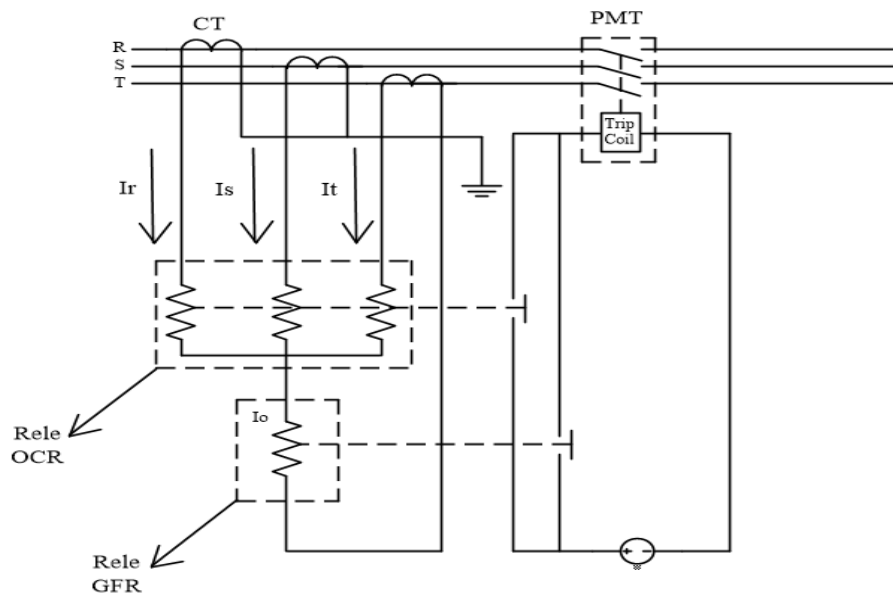 CT
PMT
R
S
T
Trip
Coil
Ir
Is
It
Io
Rele
OCR
Rele
GFR
+ -